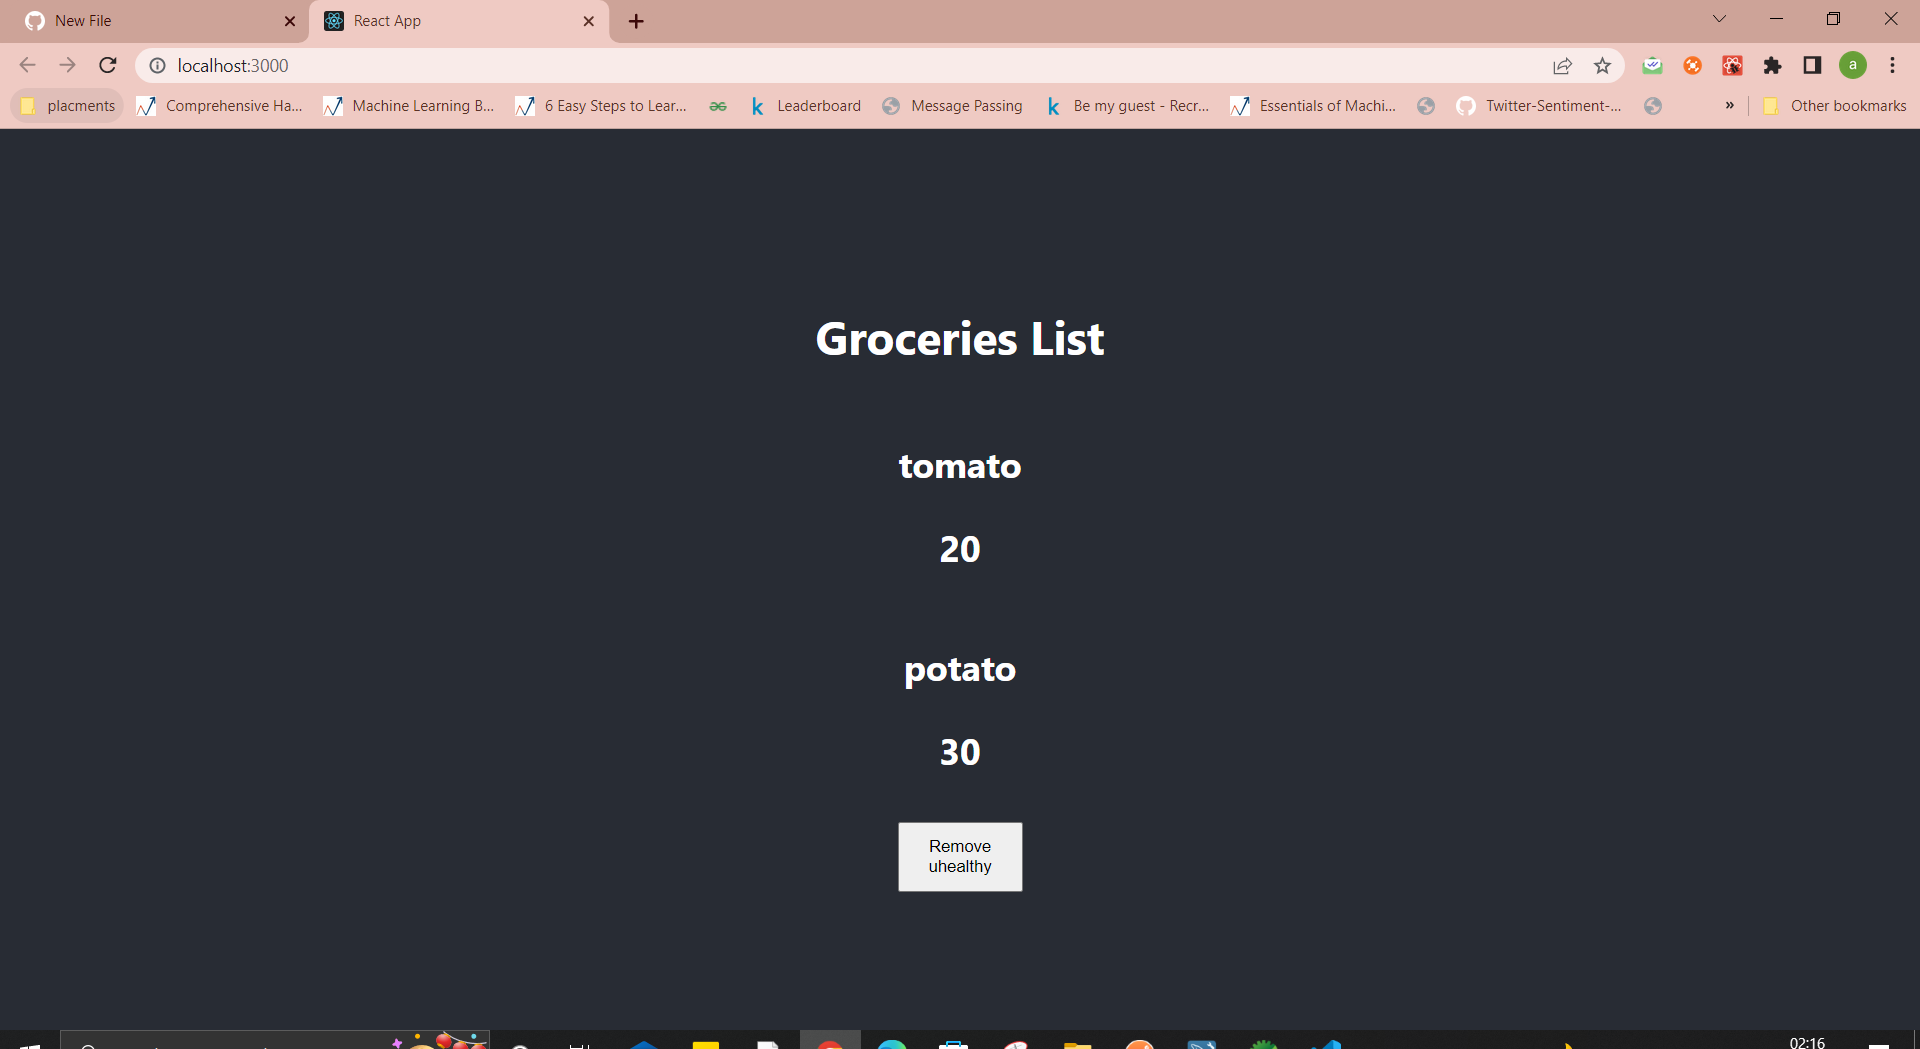 New File
React App
localhost:3000
a
placments
Comprehensive Ha...
Machine Learning B...
6 Easy Steps to Lear...
Leaderboard
Message Passing
Be my guest - Recr...
Essentials of Machi...
Twitter-Sentiment-...
»
Other bookmarks
Groceries List
tomato
20
potato
30
Remove
uhealthy
02:16